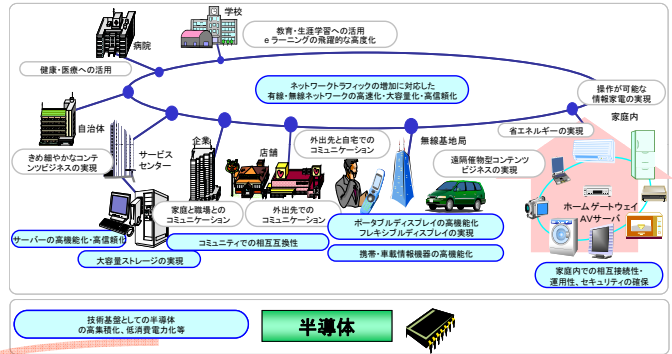 学校
病院
教育・生涯学習への活用
eラーニングの飛躍的な高度化
健康・医療への活用
ネットワークトラフィックの増加に対応した
有線・無線ネットワークの高速化・大容量化・高信頼化
操作が可能な
情報家電の実現
自治体
サービス
センター
企業
店舗
外出先と自宅での
コミュニケーション
無線基地局
省エネルギーの実現
家庭内
きめ細やかなコンテ
ンツビジネスの実現
遠隔催物型コンテンツ
ビジネスの実現
家庭と職場との
コミュニケーション
外出先での
コミュニケーション
ホームゲートウェイ
AVサーバ
サーバーの高機能化・高信頼化
大容量ストレージの実現
コミュニティでの相互互換性
ポータブルディスプレイの高機能化
フレキシブルディスプレイの実現
携帯・車載情報機器の高機能化
家庭内での相互接続性・
運用性、セキュリティの確保
技術基盤としての半導体
の高集積化、低消費電力化等
半導体